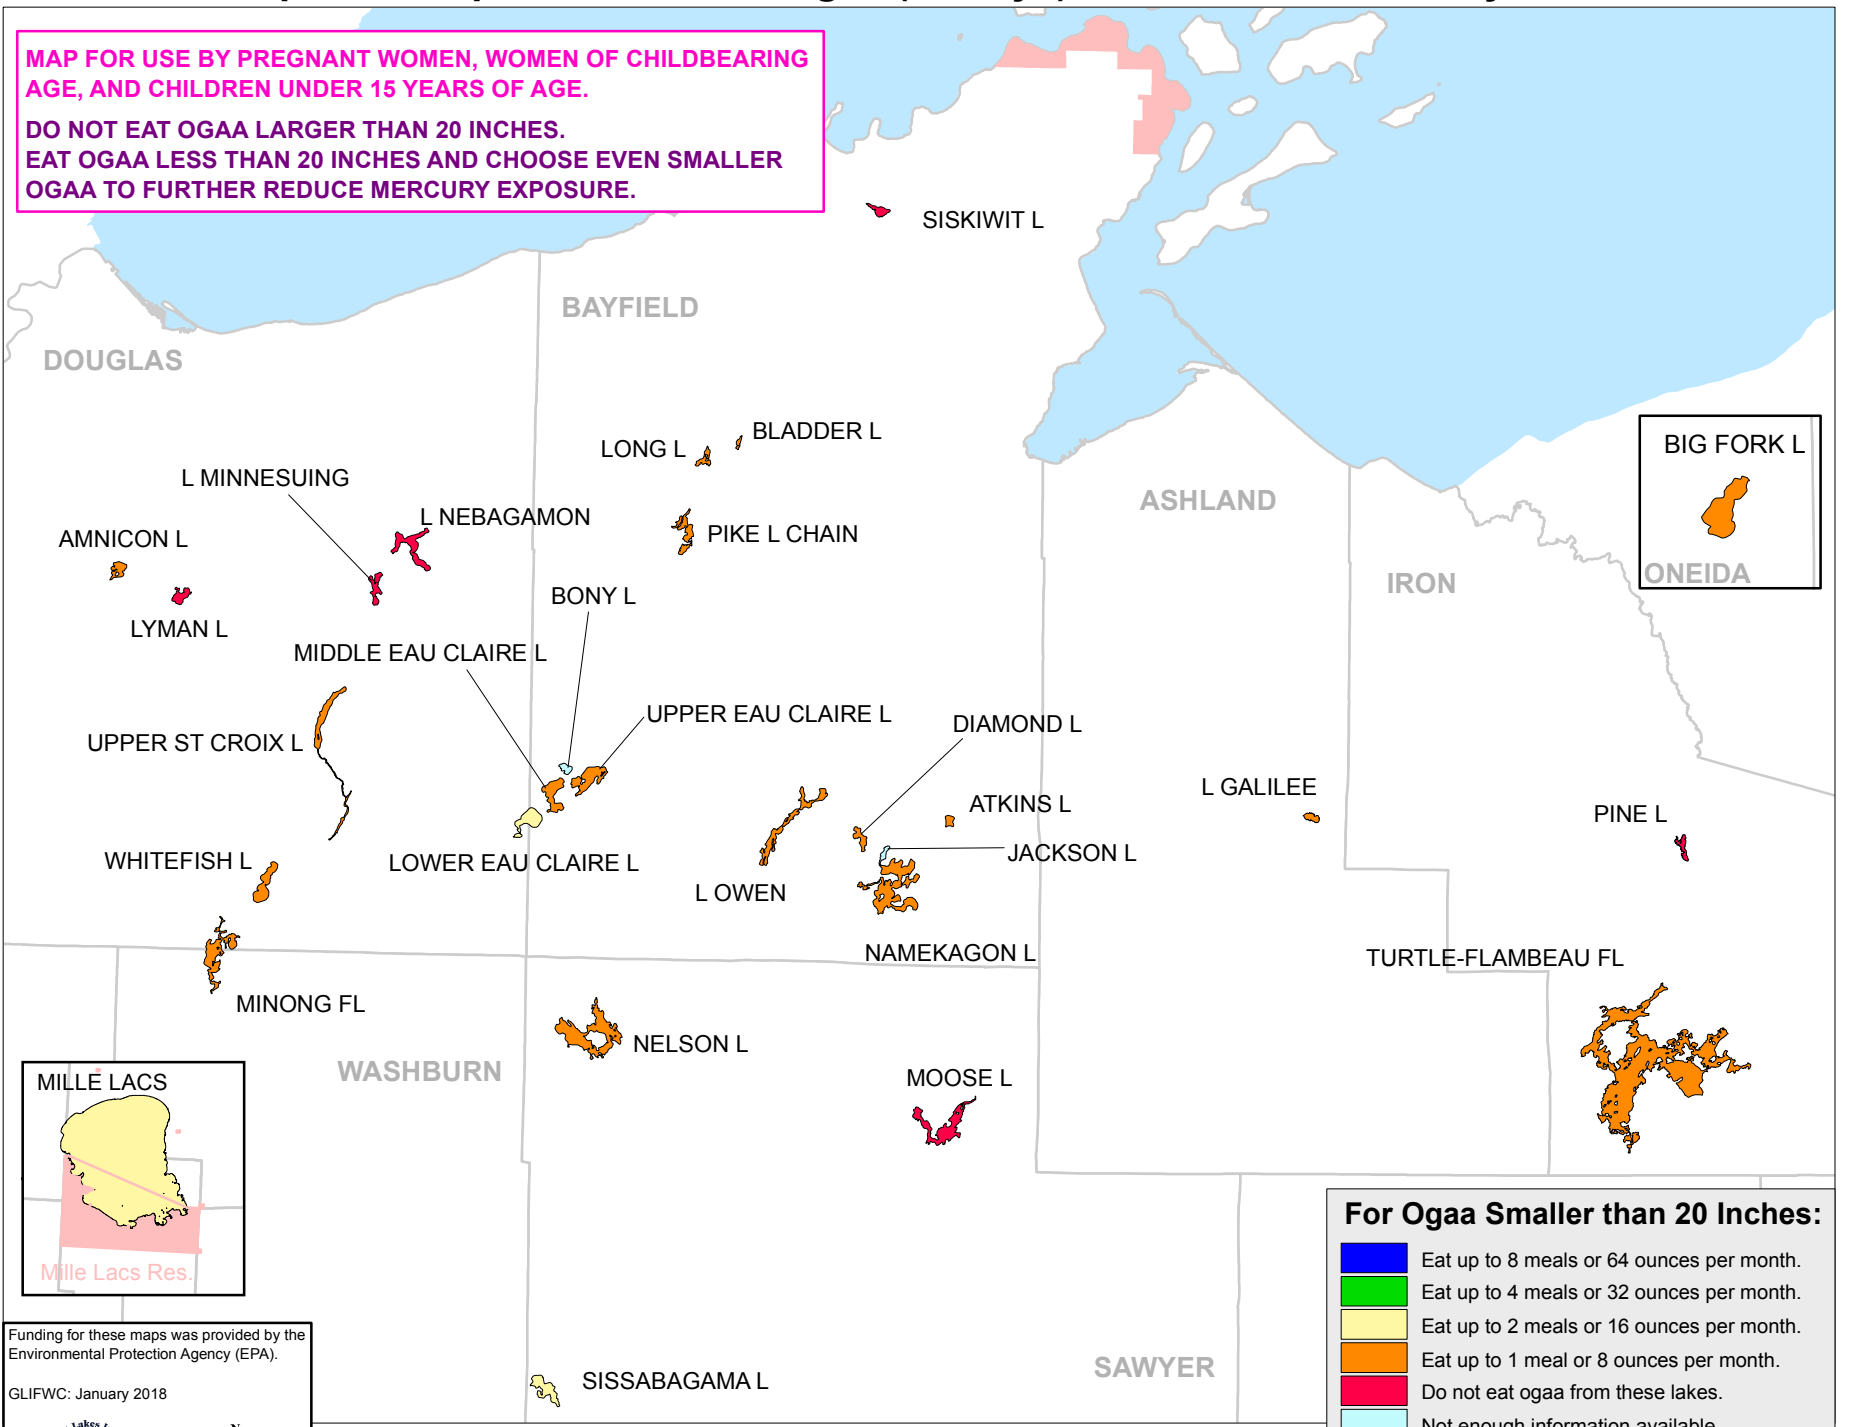 MAP FOR USE BY PREGNANT WOMEN, WOMEN OF CHILDBEARING
AGE, AND CHILDREN UNDER 15 YEARS OF AGE.
DO NOT EAT OGAA LARGER THAN 20 INCHES.
EAT OGAA LESS THAN 20 INCHES AND CHOOSE EVEN SMALLER
OGAA TO FURTHER REDUCE MERCURY EXPOSURE.
SISKIWIT L
BAYFIELD
DOUGLAS
BLADDER L
LONG L
BIG FORK L
L MINNESUING
ASHLAND
L NEBAGAMON
PIKE L CHAIN
AMNICON L
ONEIDA
IRON
BONY L
LYMAN L
MIDDLE EAU CLAIRE L
UPPER EAU CLAIRE L
DIAMOND L
UPPER ST CROIX L
L GALILEE
ATKINS L
PINE L
JACKSON L
WHITEFISH L
LOWER EAU CLAIRE L
L OWEN
NAMEKAGON L
TURTLE-FLAMBEAU FL
MINONG FL
NELSON L
WASHBURN
MOOSE L
MILLE LACS
Mille Lacs Res.
For Ogaa Smaller than 20 Inches:
Eat up to 8 meals or 64 ounces per month.
Eat up to 4 meals or 32 ounces per month.
Eat up to 2 meals or 16 ounces per month.
Eat up to 1 meal or 8 ounces per month.
Do not eat ogaa from these lakes.
Not enough information available
SAWYER
SISSABAGAMA L
Funding for these maps was provided by the
Environmental Protection Agency (EPA).
GLIFWC: January 2018
Lakes
N